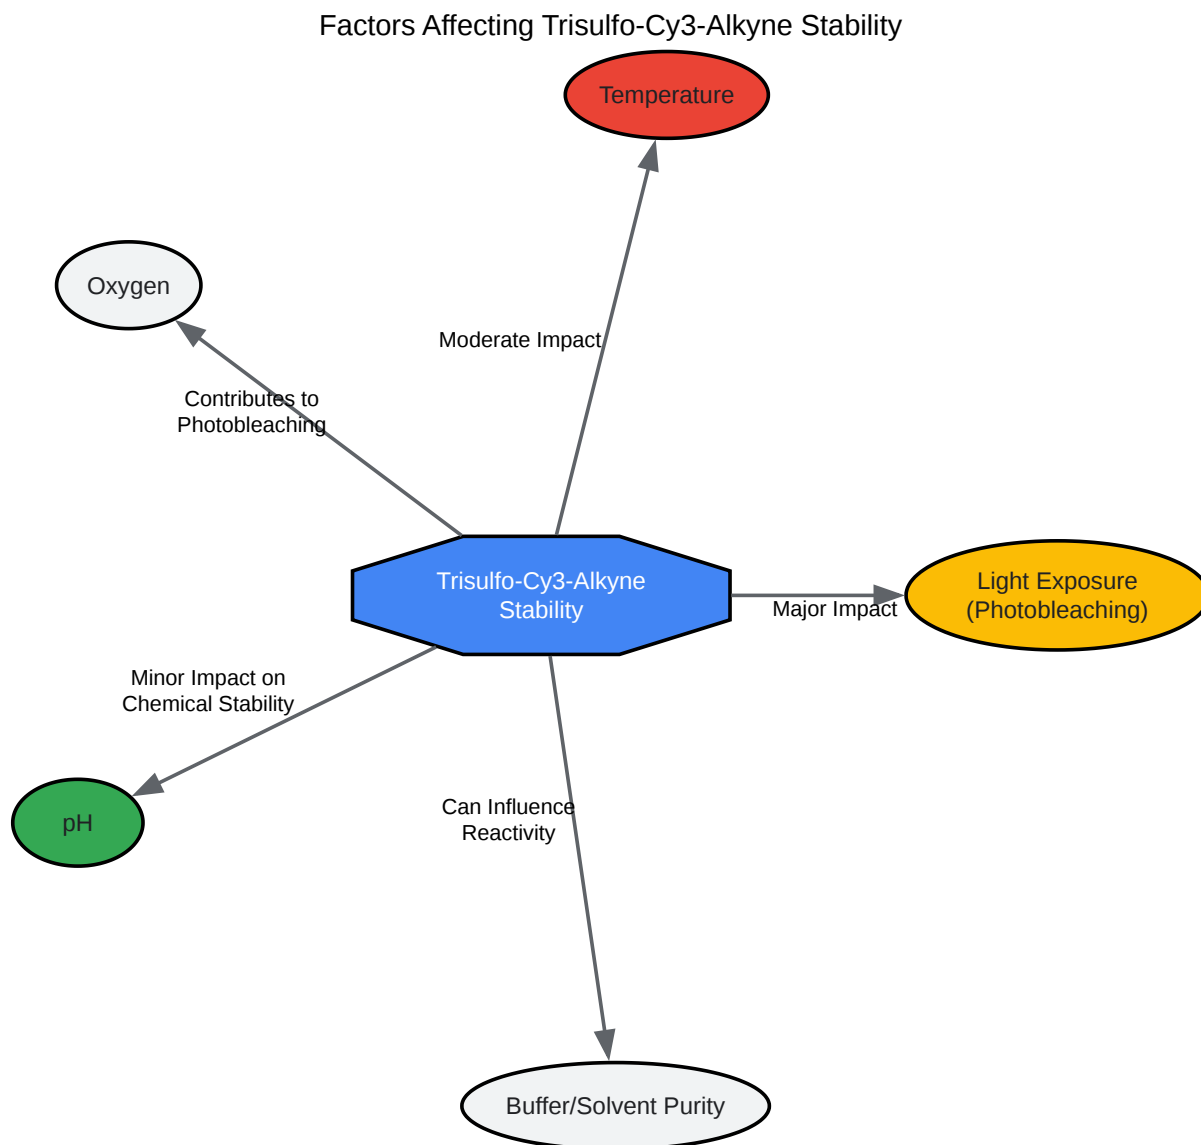 Factors Affecting Trisulfo-Cy3-Alkyne Stability
Temperature
Oxygen
Moderate Impact
Contributes to
Photobleaching
Trisulfo-Cy3-Alkyne
Stability
Light Exposure
(Photobleaching)
Major Impact
Minor Impact on
Chemical Stability
pH
Can Influence
Reactivity
Buffer/Solvent Purity